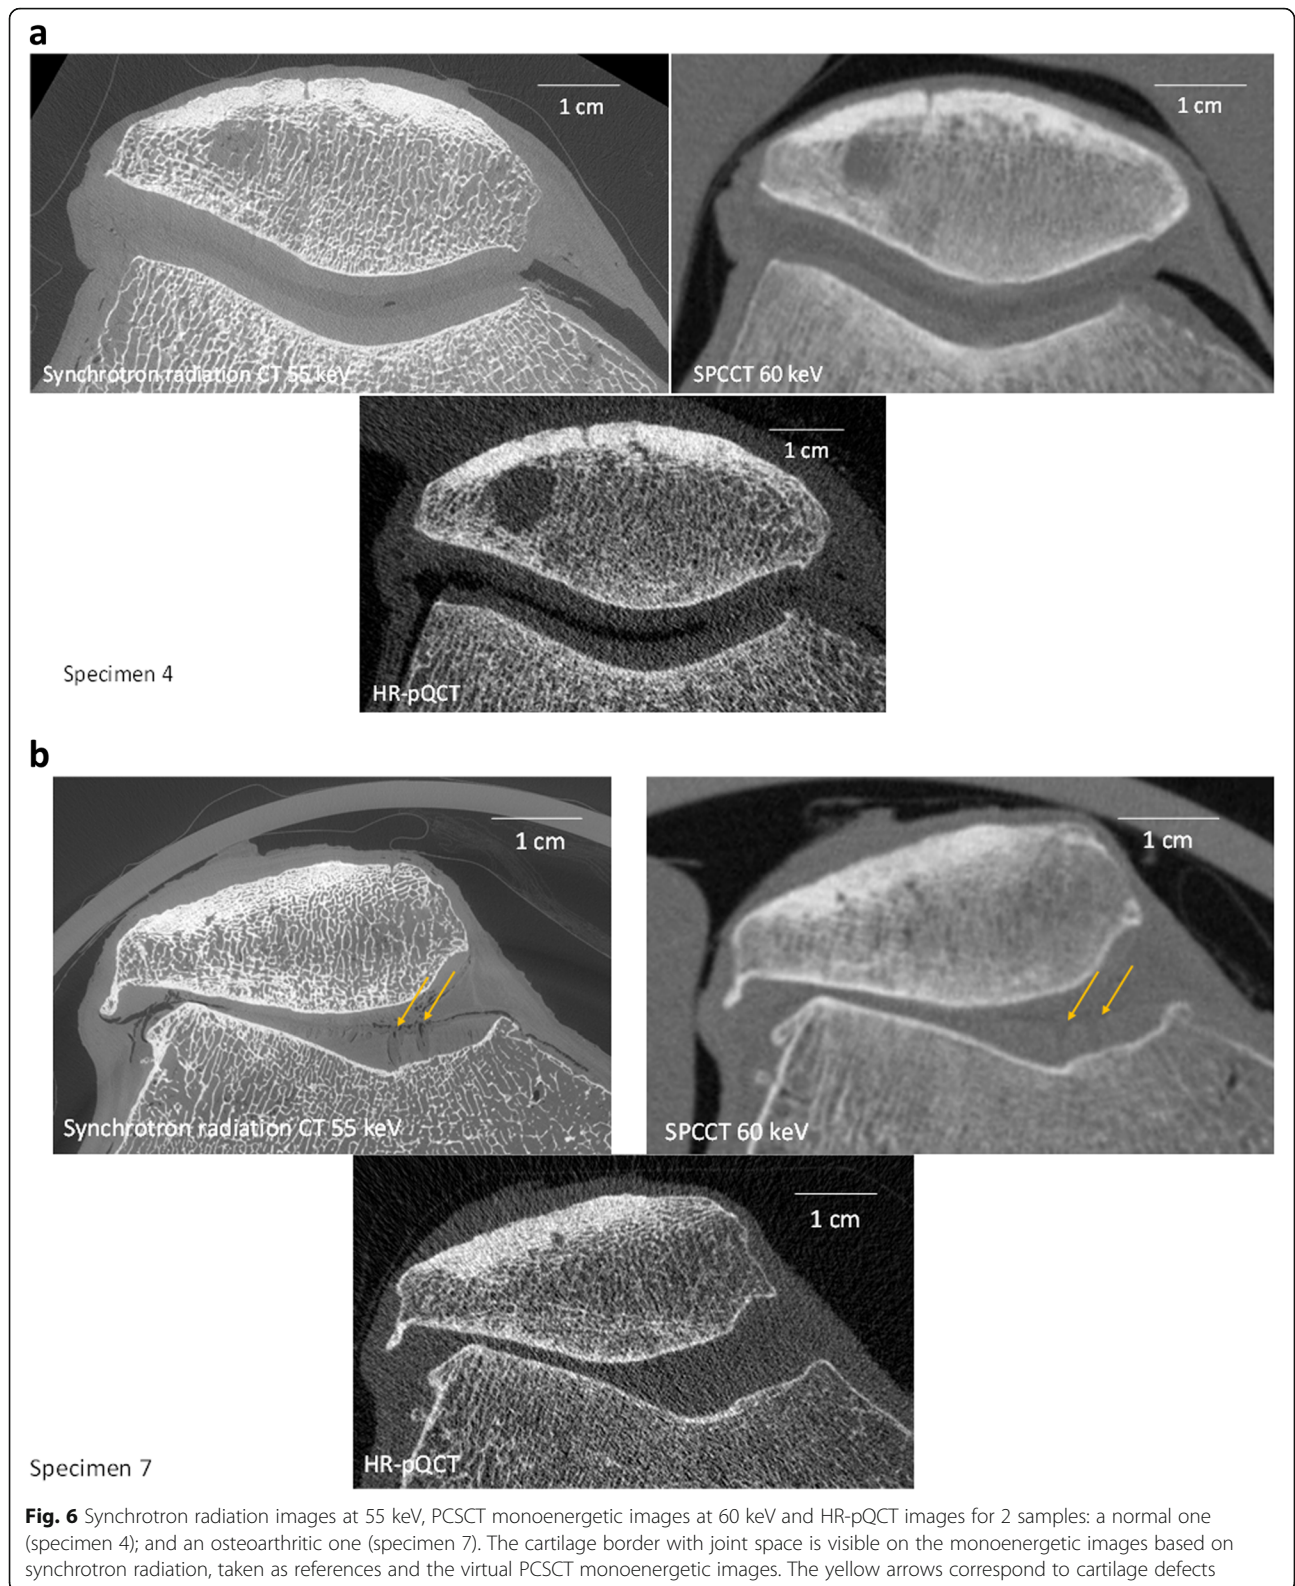 a
1 cm
1 cm
Synchrotron radiation CT 55 keV
SPCCT 60 keV
1 cm
Specimen 4
HR-pQCT
b
1 cm
1 cm
Synchrotron radiation CT 55 keV
SPCCT 60 keV
1 cm
Specimen 7
HR-pQCT
Fig. 6 Synchrotron radiation images at 55 keV, PCSCT monoenergetic images at 60 keV and HR-pQCT images for 2 samples: a normal one
(specimen 4); and an osteoarthritic one (specimen 7). The cartilage border with joint space is visible on the monoenergetic images based on
synchrotron radiation, taken as references and the virtual PCSCT monoenergetic images. The yellow arrows correspond to cartilage defects